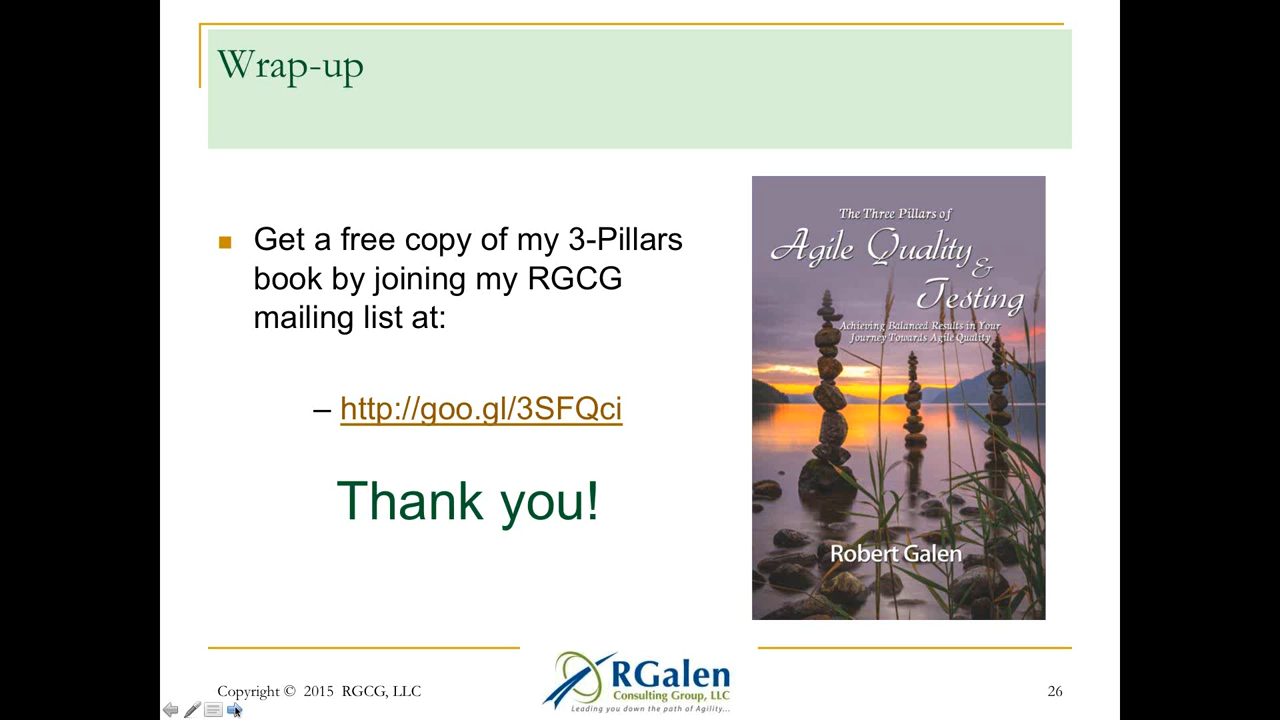 Wrap-up
Get a free copy of my 3-Pillars
book by joining my RGCG
mailing list at:
– http://goo.gl/3SFQci
Thank you!
The Three Pillars of
Agile Quality
&
Testing
Achieving Balanced Results in Your
Journey Towards Agile Quality
Robert Galen
Copyright © 2015 RGCG, LLC
RGalen
Consulting Group, LLC
Leading you down the path of Agility...
26